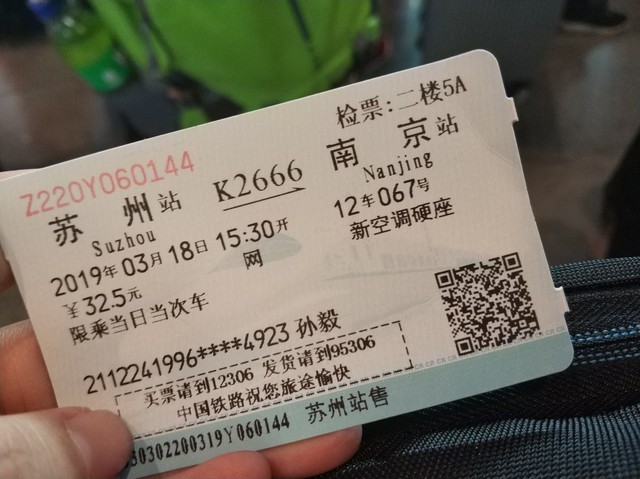 Z220Y060144
检票:二楼5A
苏 州站 K2666 南 京站
Suzhou Nanjing
2019年03月18日 15:30开 12车067号
¥32.5元 网 新空调硬座
限乘当日当次车
2112241996****4923 孙毅
买票请到12306 发货请到95306
中国铁路祝您旅途愉快
30302200319Y060144 苏州站售